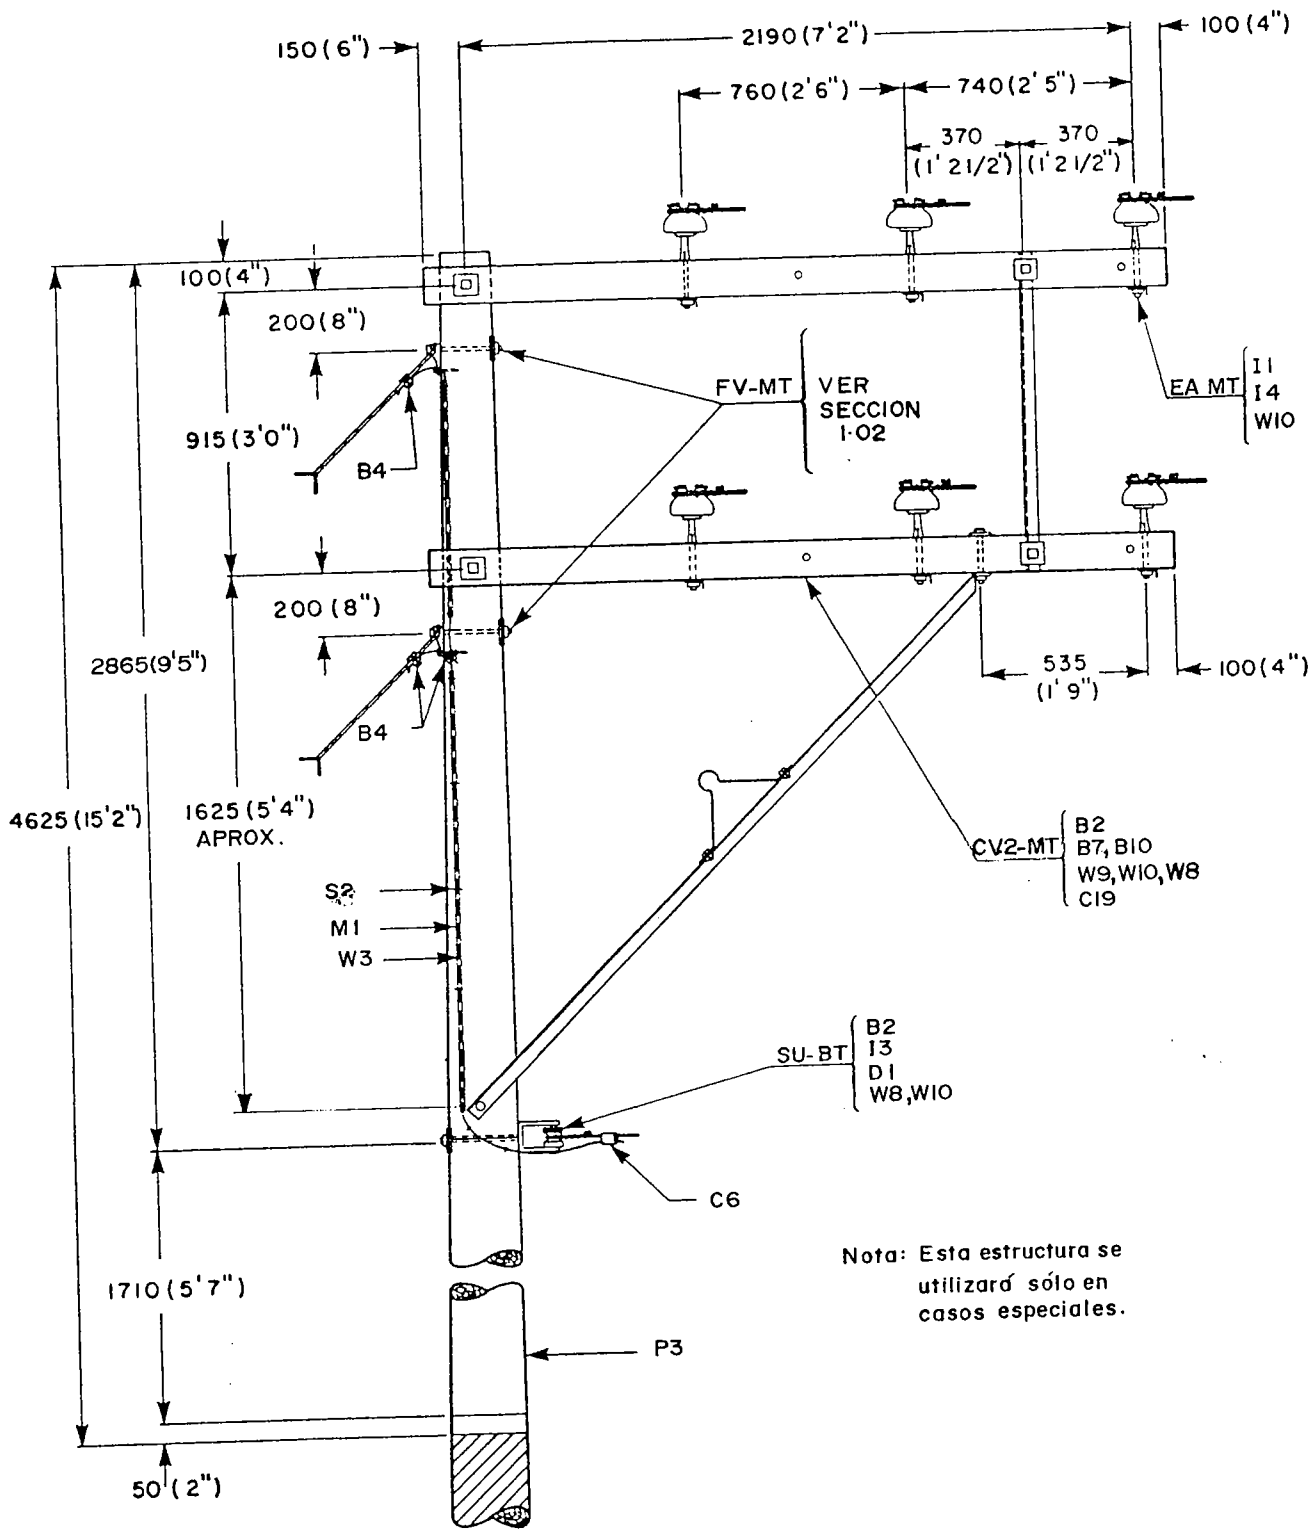 150(6")
2190(7'2")
100(4")
760(2'6")
740(2'5")
370
(1'21/2")
370
(1'21/2")
100(4")
200(8")
FV-MT
VER
SECCION
1·02
EA MT
I1
I4
W10
915(3'0")
B4
200(8")
2865(9'5")
535
(1'9")
100(4")
B4
4625(15'2")
1625(5'4")
APROX.
CV2-MT
B2
B7, B10
W9,W10,W8
C19
S2
M1
W3
SU-BT
B2
I3
D1
W8,W10
C6
1710(5'7")
Nota: Esta estructura se
utilizará sólo en
casos especiales.
P3
50(2")